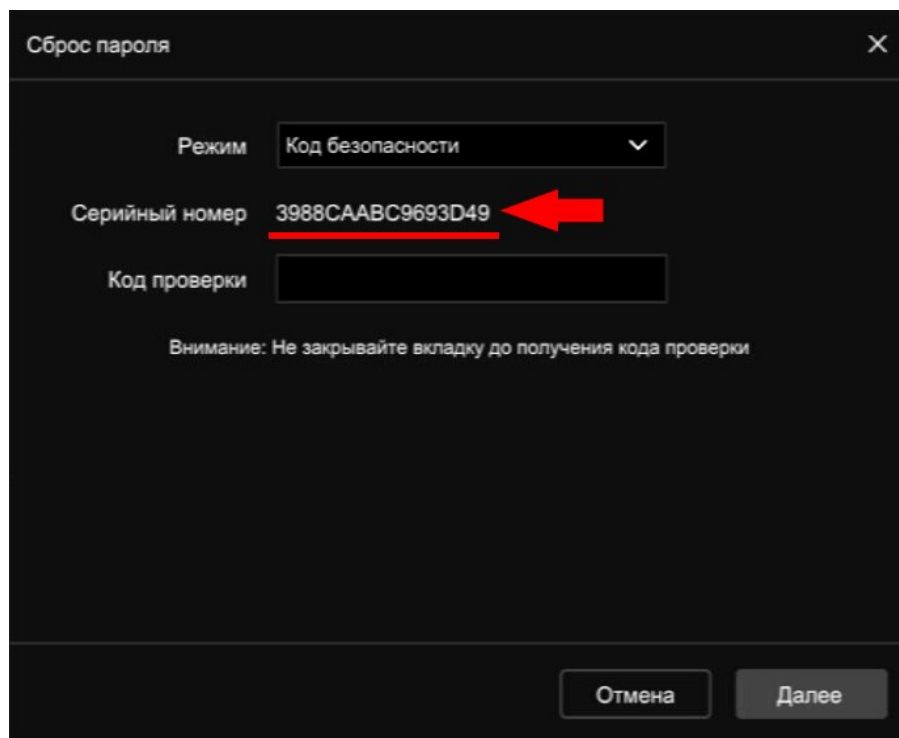 Сброс пароля
Режим Код безопасности
Серийный номер 3988CAABC9693D49
Код проверки
Внимание: Не закрывайте вкладку до получения кода проверки
Отмена Далее